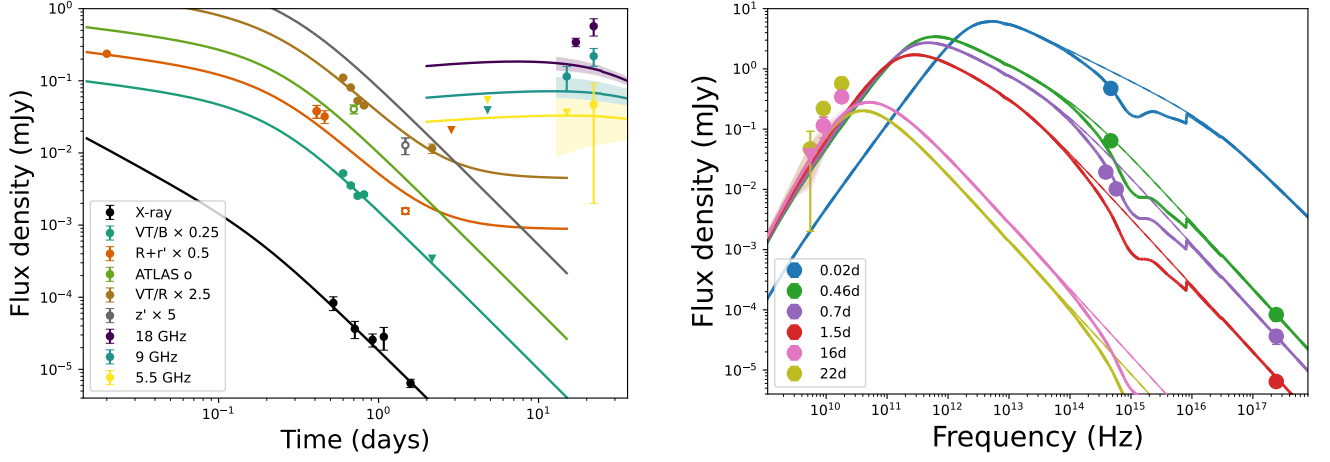 10⁰
10⁻¹
10⁻²
10⁻³
10⁻⁴
10⁻⁵
Flux density (mJy)
X-ray
VT/B × 0.25
R+r' × 0.5
ATLAS o
VT/R × 2.5
z' × 5
18 GHz
9 GHz
5.5 GHz
10⁻¹ 10⁰ 10¹
Time (days)
10¹
10⁰
10⁻¹
10⁻²
10⁻³
10⁻⁴
10⁻⁵
Flux density (mJy)
0.02d
0.46d
0.7d
1.5d
16d
22d
10¹⁰ 10¹¹ 10¹² 10¹³ 10¹⁴ 10¹⁵ 10¹⁶ 10¹⁷
Frequency (Hz)